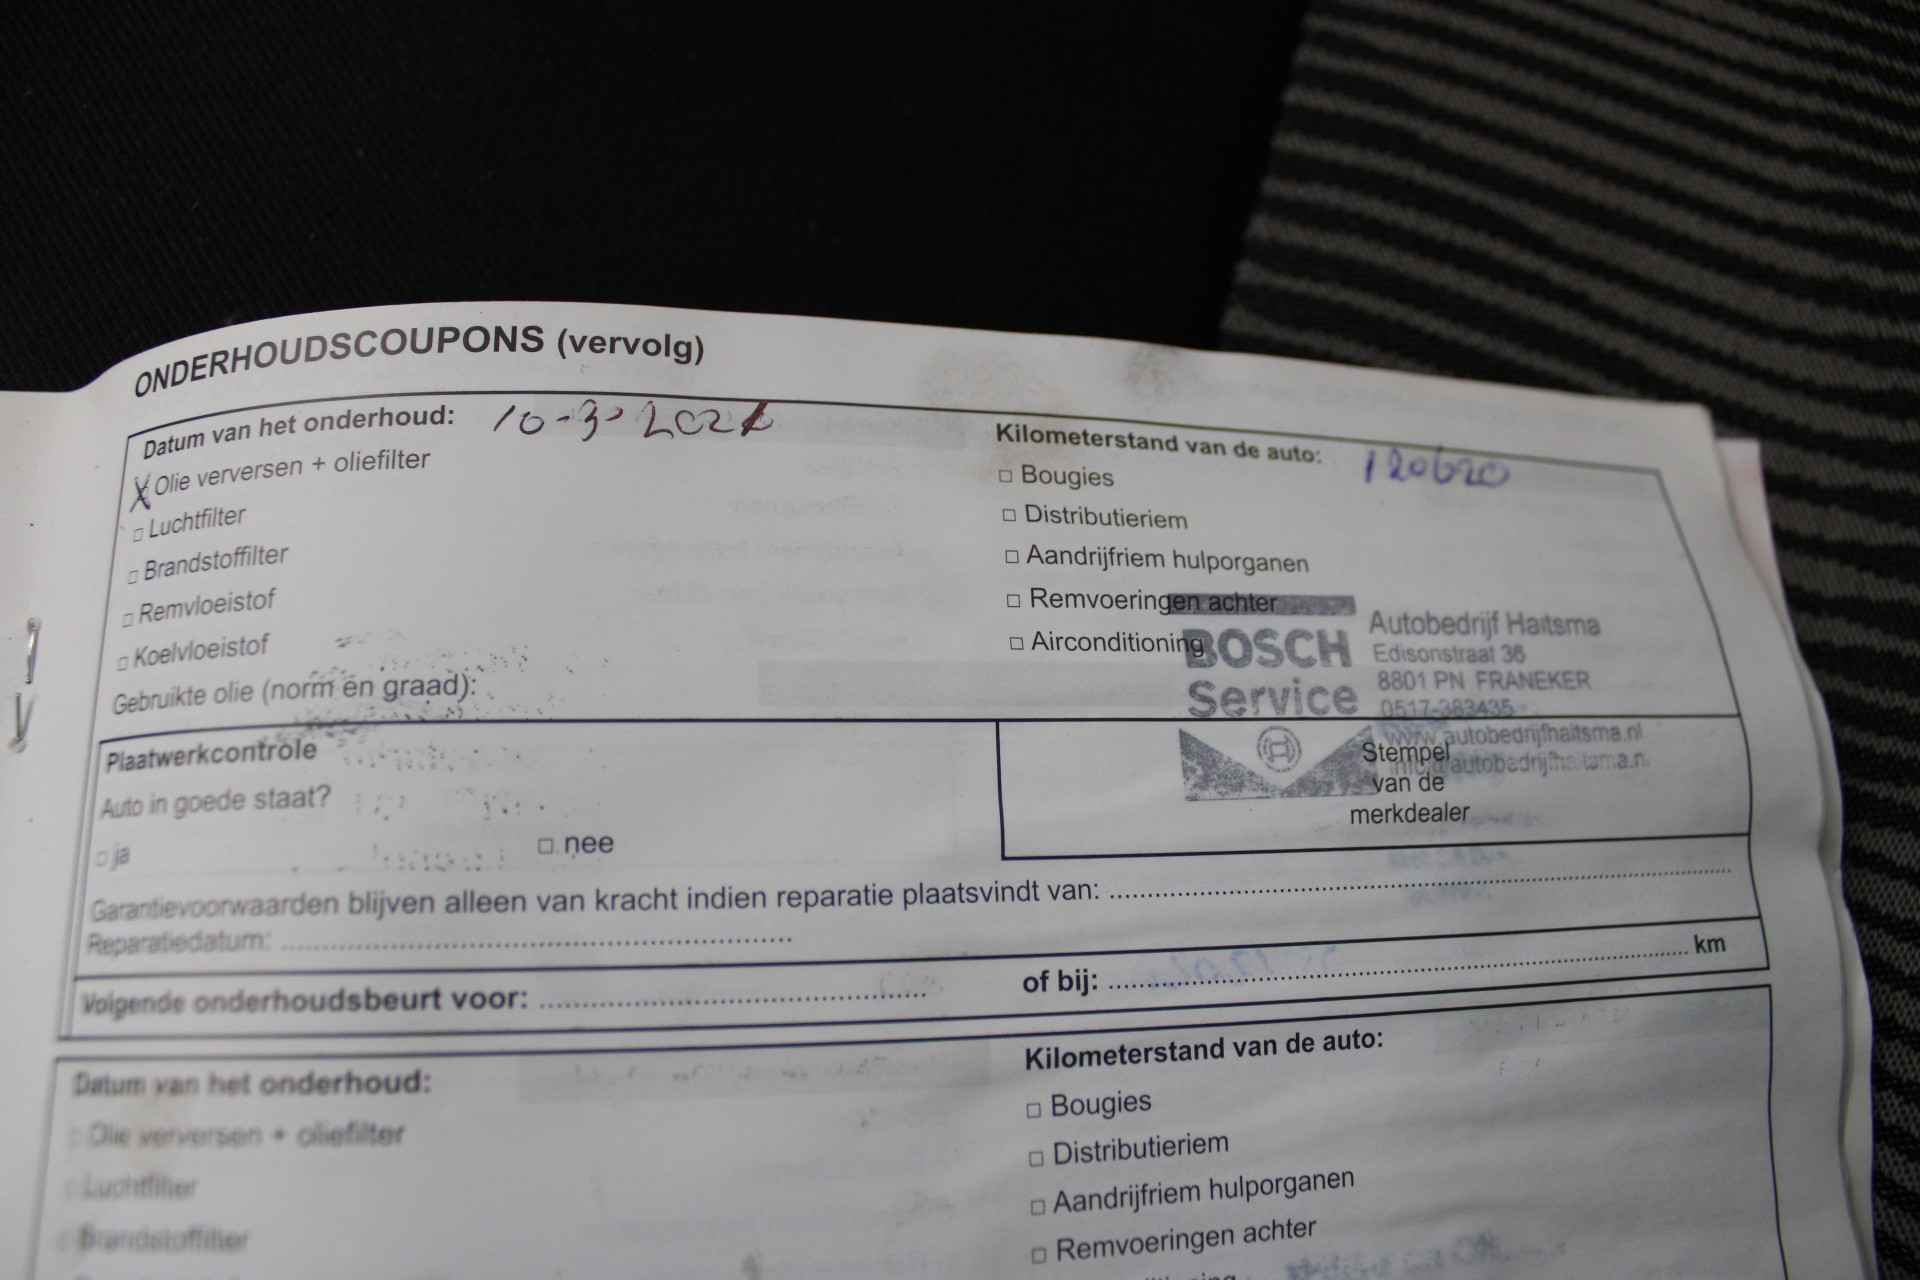 ONDERHOUDSCOUPONS (vervolg)
Datum van het onderhoud: 10-3-2021
Kilometerstand van de auto: 120620
X Olie verversen + oliefilter
□ Luchtfilter
□ Brandstoffilter
□ Remvloeistof
□ Koelvloeistof
Gebruikte olie (norm en graad):
□ Bougies
□ Distributieriem
□ Aandrijfriem hulporganen
□ Remvoeringen achter
□ Airconditioning
BOSCH
Service
Autobedrijf Haitsma
Edisonstraat 36
8801 PN FRANEKER
0517-383435
www.autobedrijfhaitsma.nl
info@autobedrijfhaitsma.nl
Plaatwerkcontrole
Auto in goede staat?
□ ja
□ nee
Stempel
van de
merkdealer
Garantievoorwaarden blijven alleen van kracht indien reparatie plaatsvindt van:
Reparatiedatum:
Volgende onderhoudsbeurt voor: of bij: km
Datum van het onderhoud:
Kilometerstand van de auto:
□ Olie verversen + oliefilter
□ Luchtfilter
□ Brandstoffilter
□ Bougies
□ Distributieriem
□ Aandrijfriem hulporganen
□ Remvoeringen achter